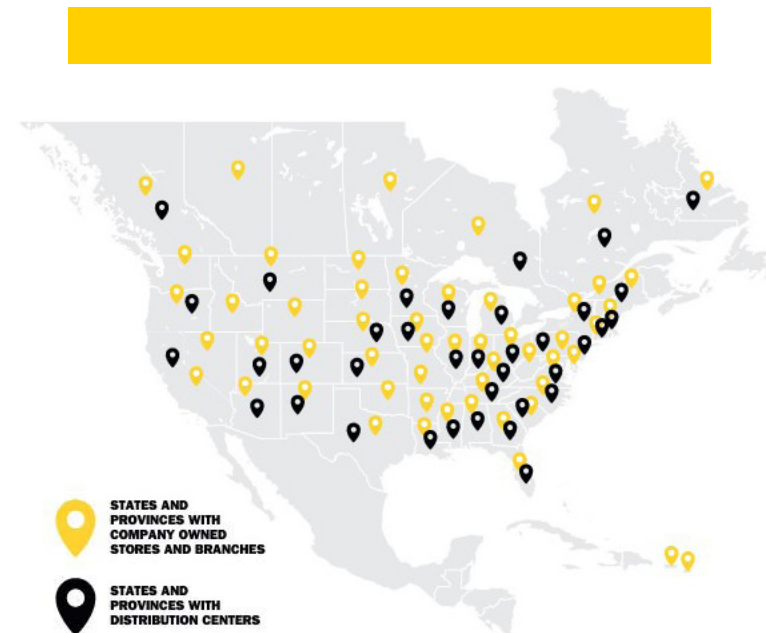 STATES AND
PROVINCES WITH
COMPANY OWNED
STORES AND BRANCHES
STATES AND
PROVINCES WITH
DISTRIBUTION CENTERS